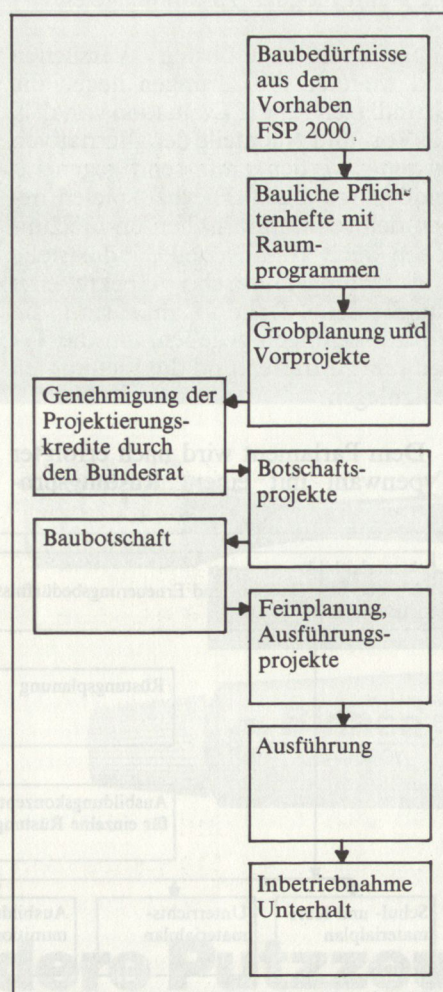 Baubedürfnisse
aus dem
Vorhaben
FSP 2000.
Bauliche Pflich-
tenhefte mit
Raum-
programmen
Grobplanung und
Vorprojekte
Genehmigung der
Projektierungs-
kredite durch
den Bundesrat
Botschafts-
projekte
Baubotschaft
Feinplanung,
Ausführungs-
projekte
Ausführung
Inbetriebnahme
Unterhalt